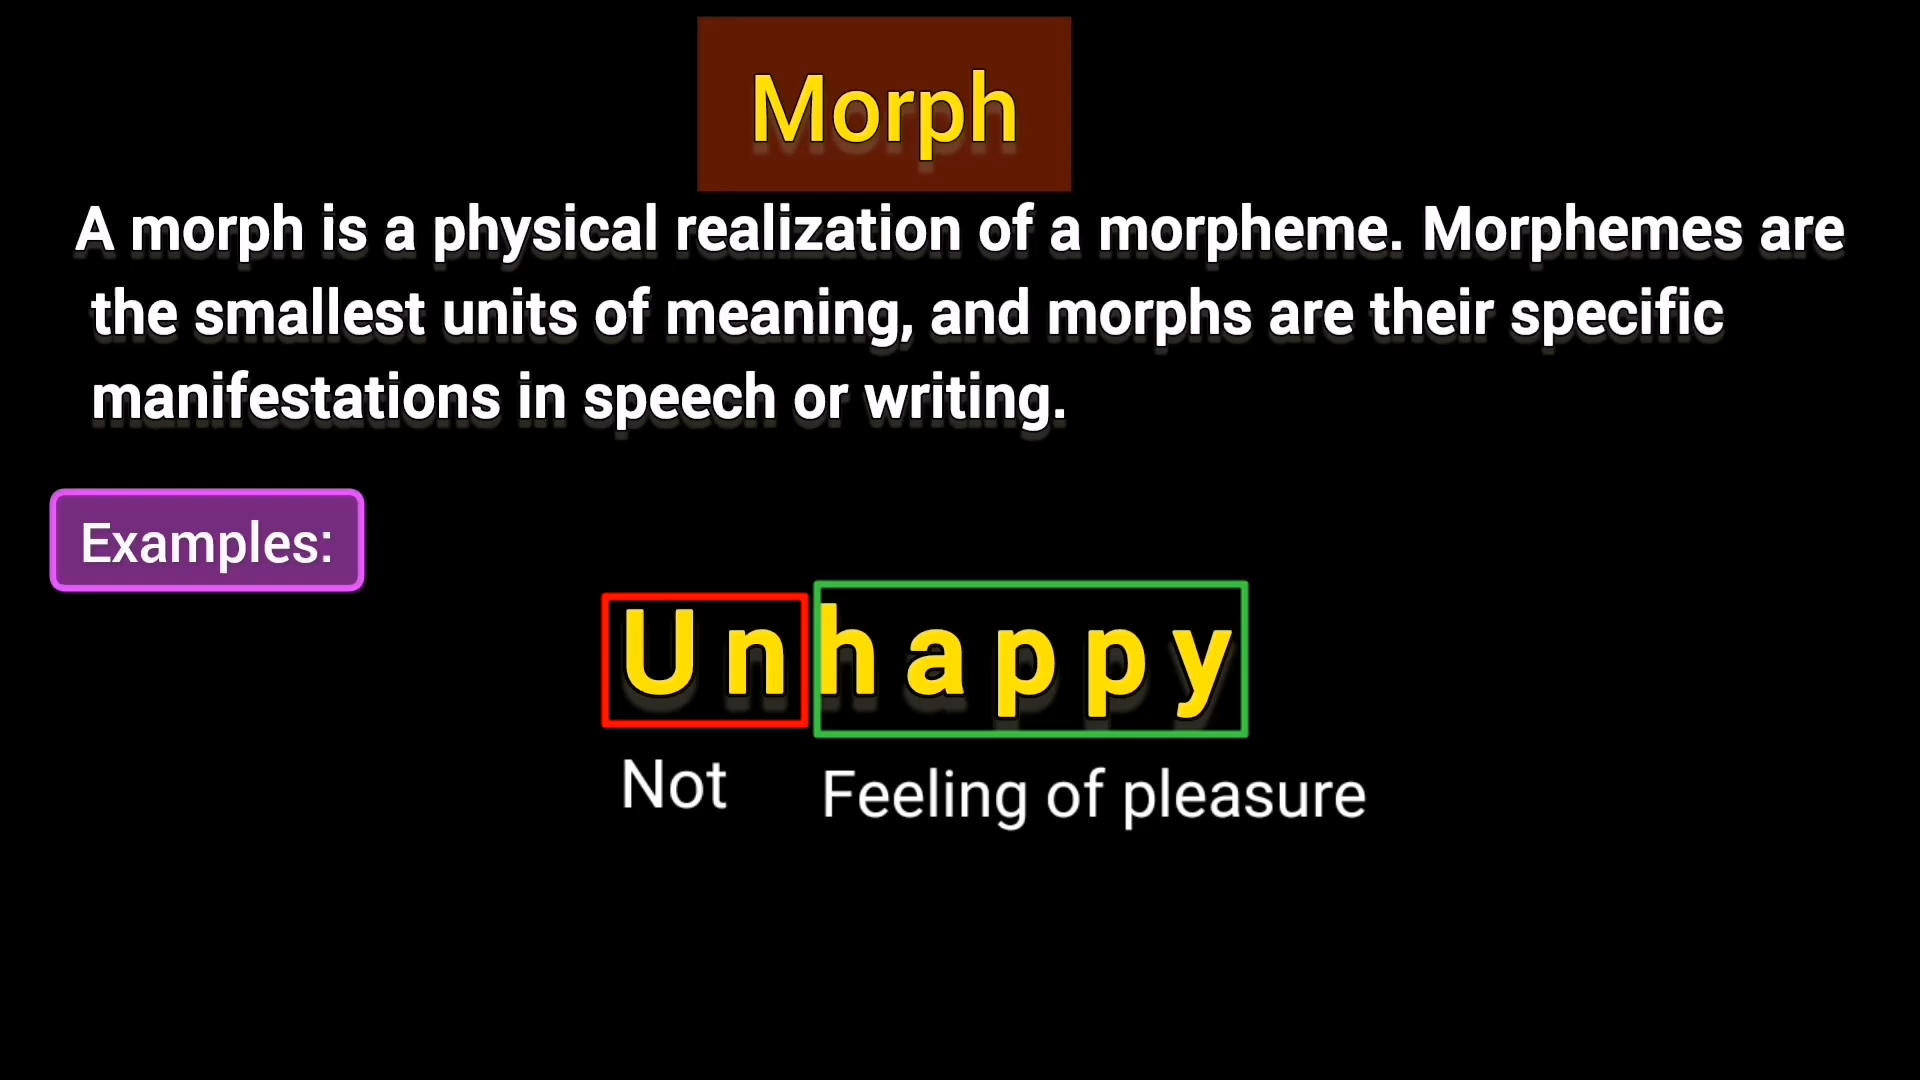 Morph
A morph is a physical realization of a morpheme. Morphemes are
the smallest units of meaning, and morphs are their specific
manifestations in speech or writing.
Examples:
Unhappy
Not Feeling of pleasure